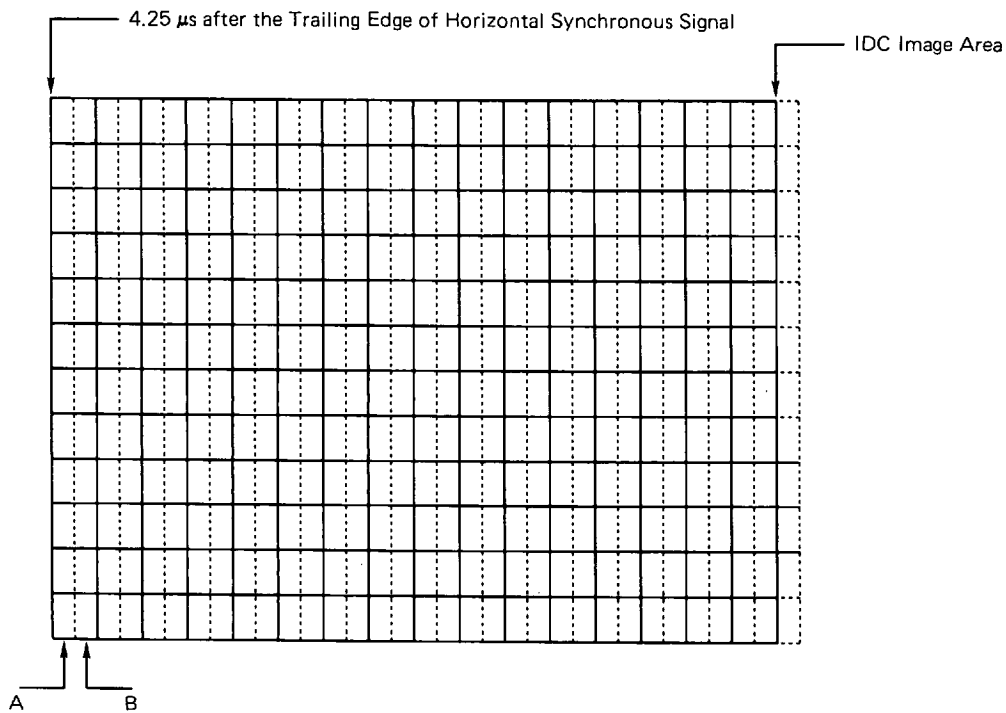 4.25 μs after the Trailing Edge of Horizontal Synchronous Signal
IDC Image Area
A
B